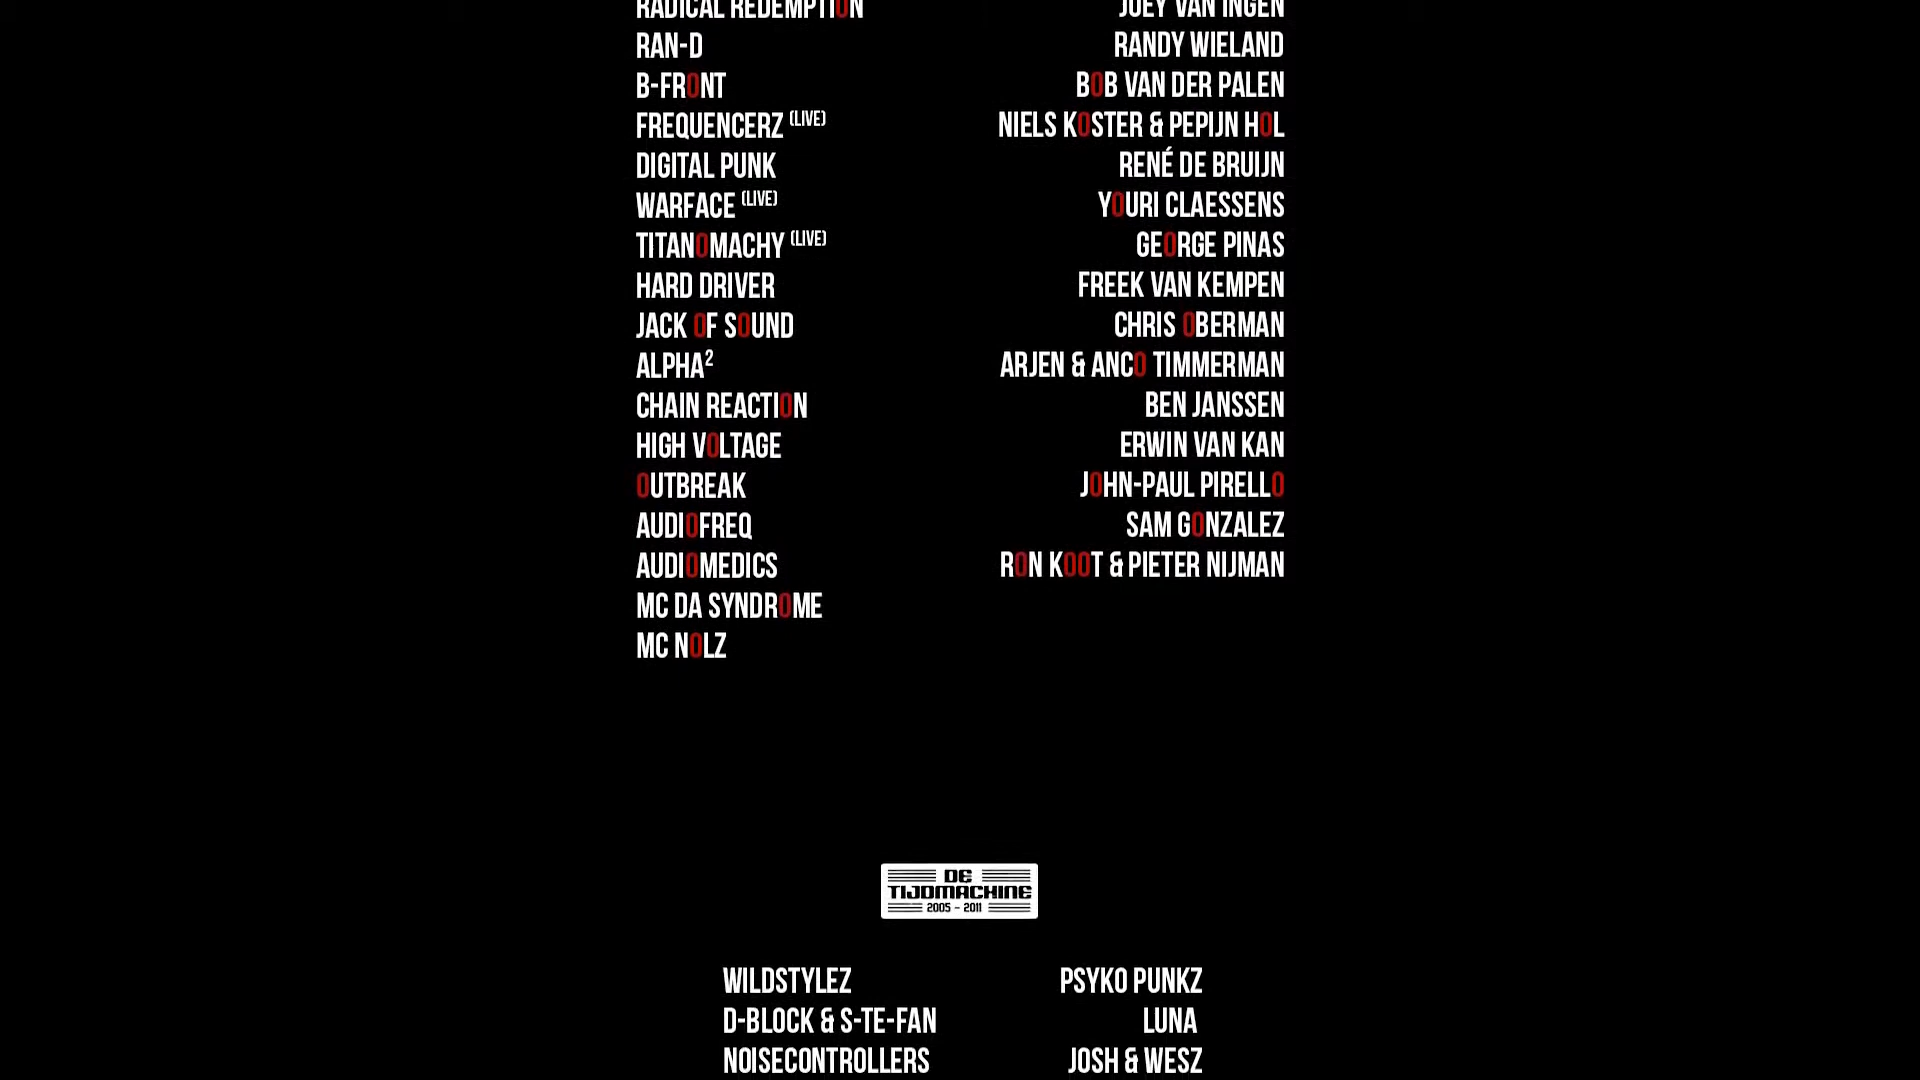 RADICAL REDEMPTION JOEY VAN INGEN
RAN-D RANDY WIELAND
B-FRONT BOB VAN DER PALEN
FREQUENCERZ (LIVE) NIELS KOSTER & PEPIJN HOL
DIGITAL PUNK RENÉ DE BRUIJN
WARFACE (LIVE) YOURI CLAESSENS
TITANOMACHY (LIVE) GEORGE PINAS
HARD DRIVER FREEK VAN KEMPEN
JACK OF SOUND CHRIS OBERMAN
ALPHA² ARJEN & ANCO TIMMERMAN
CHAIN REACTION BEN JANSSEN
HIGH VOLTAGE ERWIN VAN KAN
OUTBREAK JOHN-PAUL PIRELLO
AUDIOFREQ SAM GONZALEZ
AUDIOMEDICS RON KOOT & PIETER NIJMAN
MC DA SYNDROME
MC NOLZ
DE
TIJDMACHINE
2005 - 2011
WILDSTYLEZ PSYKO PUNKZ
D-BLOCK & S-TE-FAN LUNA
NOISECONTROLLERS JOSH & WESZ